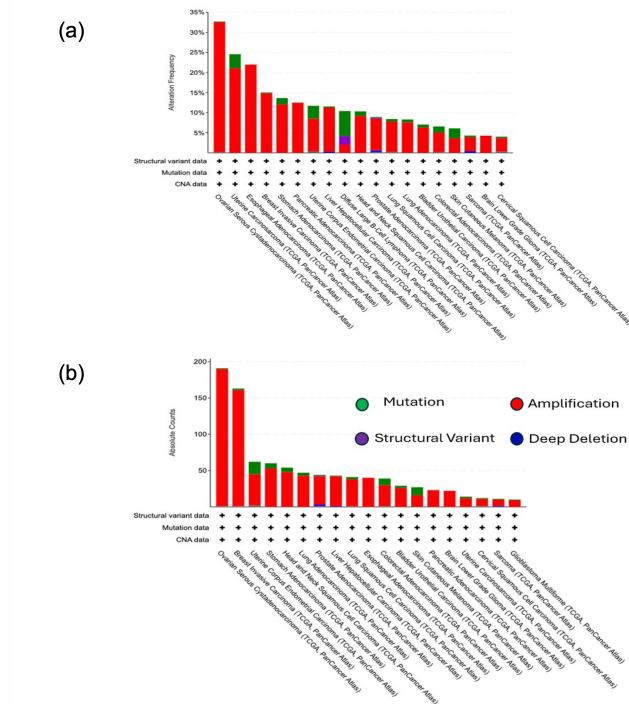 (a)
35%
30%
25%
20%
15%
10%
5%
Alteration Frequency
Structural variant data
Mutation data
CNA data
Ovarian Serous Cystadenocarcinoma (TCGA, PanCancer Atlas)
Uterine Carcinosarcoma (TCGA, PanCancer Atlas)
Esophageal Adenocarcinoma (TCGA, PanCancer Atlas)
Breast Invasive Carcinoma (TCGA, PanCancer Atlas)
Stomach Adenocarcinoma (TCGA, PanCancer Atlas)
Pancreatic Adenocarcinoma (TCGA, PanCancer Atlas)
Uterine Corpus Endometrial Carcinoma (TCGA, PanCancer Atlas)
Liver Hepatocellular Carcinoma (TCGA, PanCancer Atlas)
Diffuse Large B-Cell Lymphoma (TCGA, PanCancer Atlas)
Head and Neck Squamous Cell Carcinoma (TCGA, PanCancer Atlas)
Prostate Adenocarcinoma (TCGA, PanCancer Atlas)
Lung Squamous Cell Carcinoma (TCGA, PanCancer Atlas)
Lung Adenocarcinoma (TCGA, PanCancer Atlas)
Bladder Urothelial Carcinoma (TCGA, PanCancer Atlas)
Colorectal Adenocarcinoma (TCGA, PanCancer Atlas)
Skin Cutaneous Melanoma (TCGA, PanCancer Atlas)
Sarcoma (TCGA, PanCancer Atlas)
Brain Lower Grade Glioma (TCGA, PanCancer Atlas)
Cervical Squamous Cell Carcinoma (TCGA, PanCancer Atlas)
(b)
200
150
100
50
Absolute Counts
Mutation
Amplification
Structural Variant
Deep Deletion
Structural variant data
Mutation data
CNA data
Ovarian Serous Cystadenocarcinoma (TCGA, PanCancer Atlas)
Breast Invasive Carcinoma (TCGA, PanCancer Atlas)
Uterine Corpus Endometrial Carcinoma (TCGA, PanCancer Atlas)
Stomach Adenocarcinoma (TCGA, PanCancer Atlas)
Head and Neck Squamous Cell Carcinoma (TCGA, PanCancer Atlas)
Lung Adenocarcinoma (TCGA, PanCancer Atlas)
Prostate Adenocarcinoma (TCGA, PanCancer Atlas)
Liver Hepatocellular Carcinoma (TCGA, PanCancer Atlas)
Lung Squamous Cell Carcinoma (TCGA, PanCancer Atlas)
Esophageal Adenocarcinoma (TCGA, PanCancer Atlas)
Colorectal Adenocarcinoma (TCGA, PanCancer Atlas)
Bladder Urothelial Carcinoma (TCGA, PanCancer Atlas)
Skin Cutaneous Melanoma (TCGA, PanCancer Atlas)
Pancreatic Adenocarcinoma (TCGA, PanCancer Atlas)
Brain Lower Grade Glioma (TCGA, PanCancer Atlas)
Uterine Carcinosarcoma (TCGA, PanCancer Atlas)
Cervical Squamous Cell Carcinoma (TCGA, PanCancer Atlas)
Sarcoma (TCGA, PanCancer Atlas)
Glioblastoma Multiforme (TCGA, PanCancer Atlas)